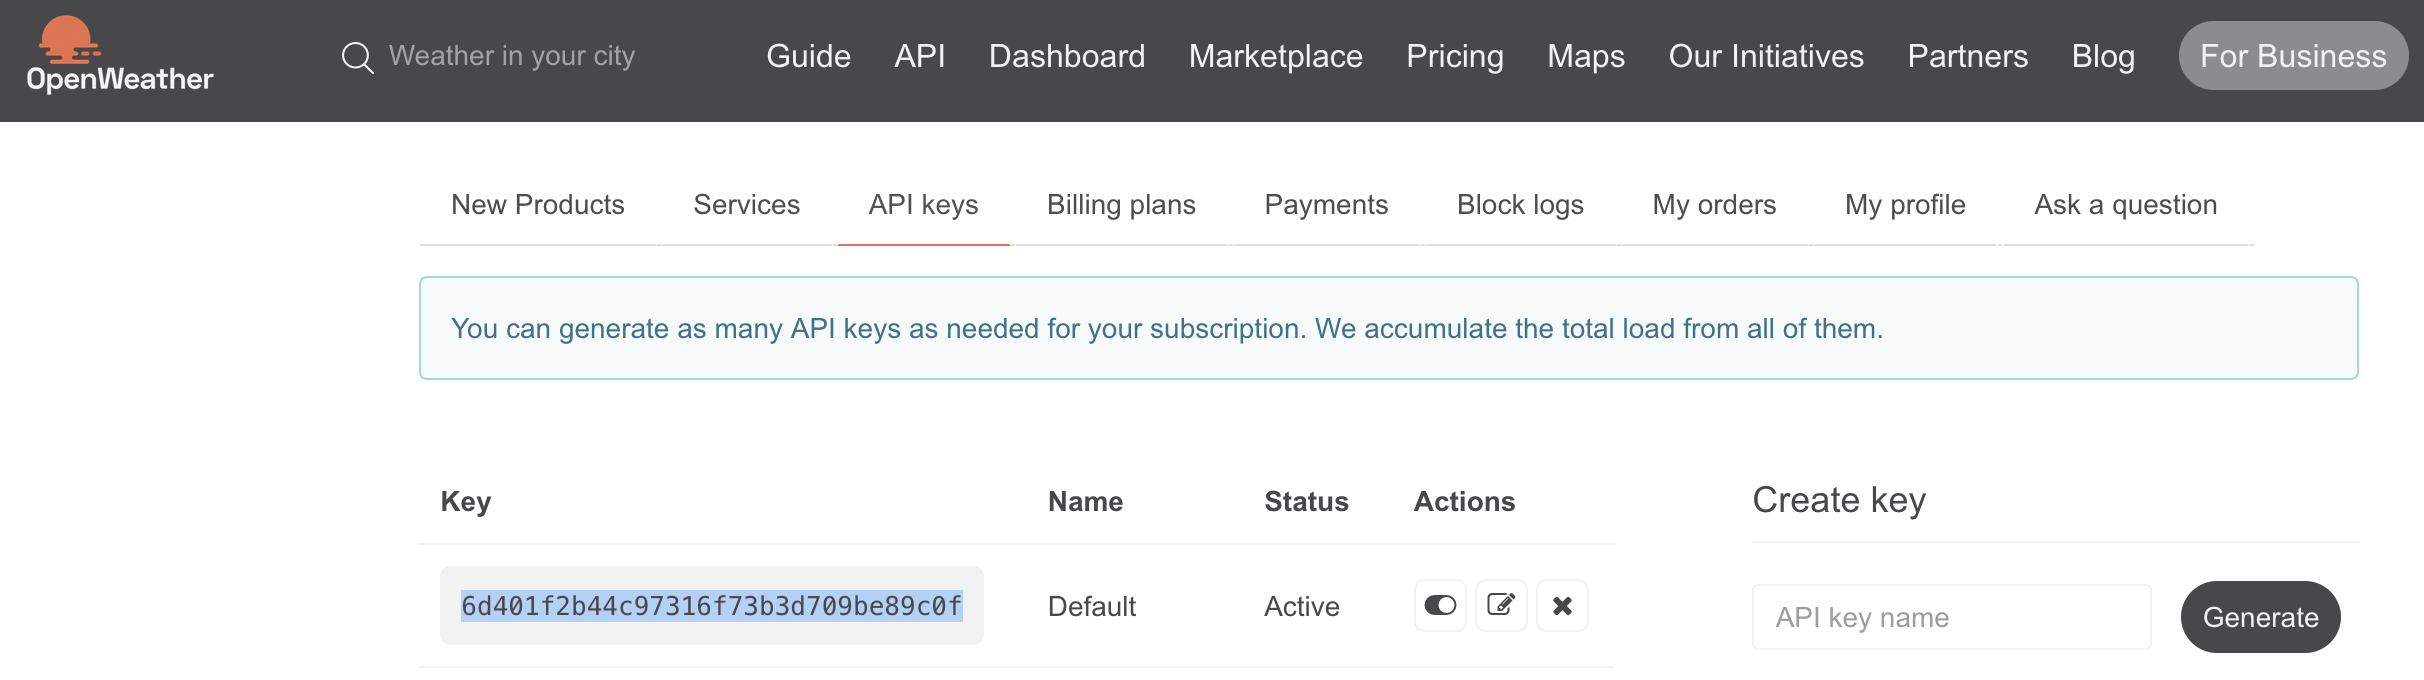 OpenWeather
Weather in your city
Guide API Dashboard Marketplace Pricing Maps Our Initiatives Partners Blog For Business
New Products Services API keys Billing plans Payments Block logs My orders My profile Ask a question
You can generate as many API keys as needed for your subscription. We accumulate the total load from all of them.
Key Name Status Actions
6d401f2b44c97316f73b3d709be89c0f Default Active
Create key
API key name Generate